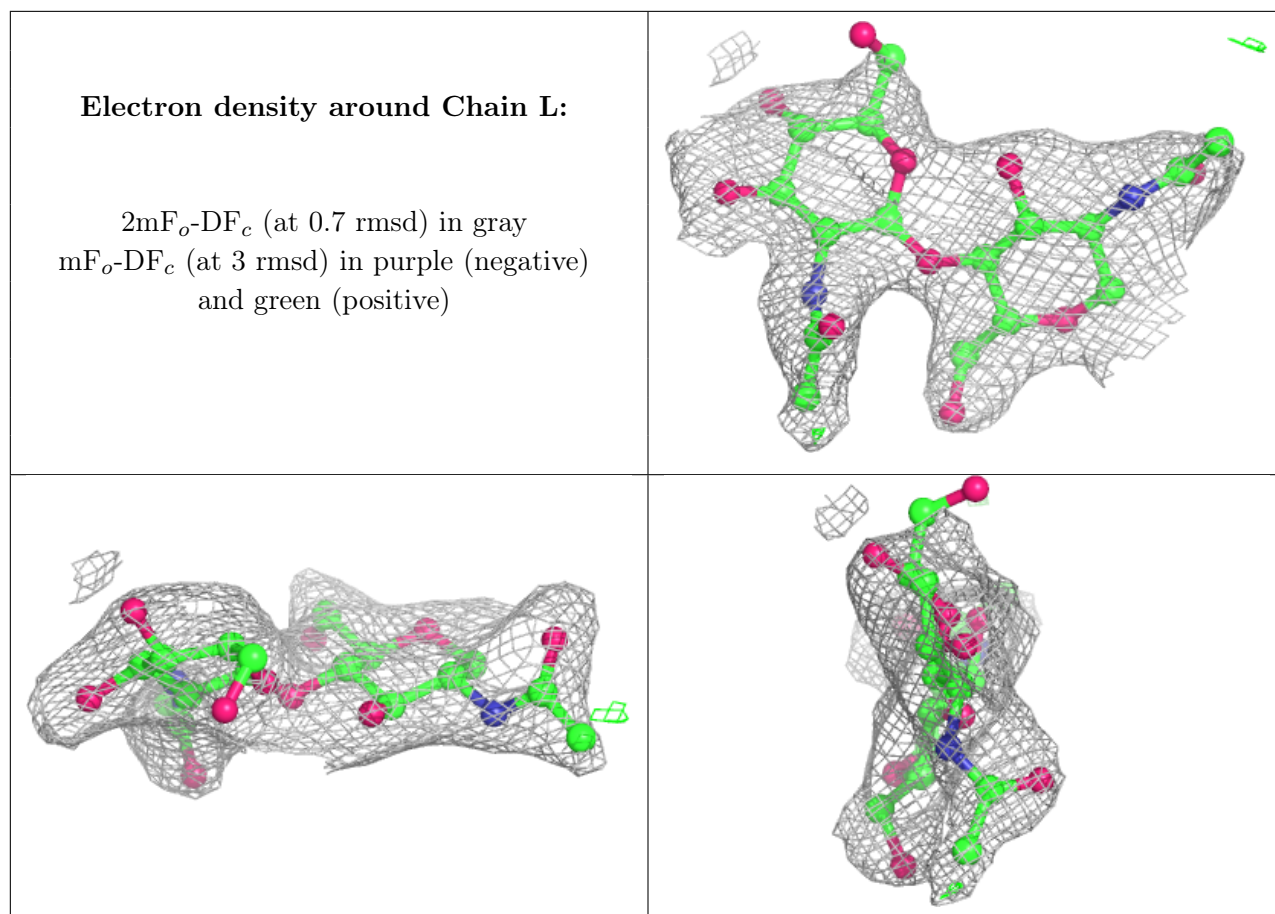 Electron density around Chain L:
2mFo-DFc (at 0.7 rmsd) in gray
mFo-DFc (at 3 rmsd) in purple (negative)
and green (positive)